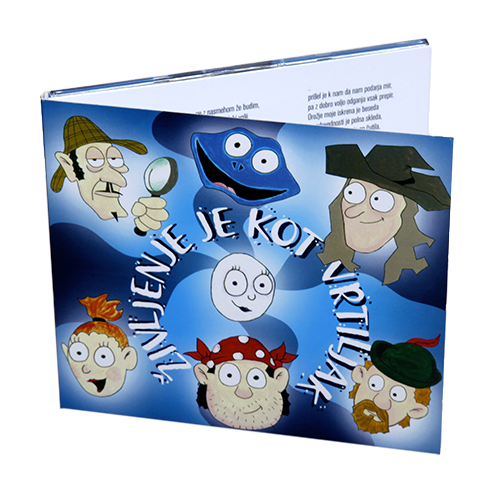 z nasmehom že budim,
prišel je k nam da nam podarja mir,
pa z dobro voljo odganja vsak prepir,
Orožje moje iskrena je beseda
je polna skleda,
ŽIVLJENJE JE KOT VRTILJAK